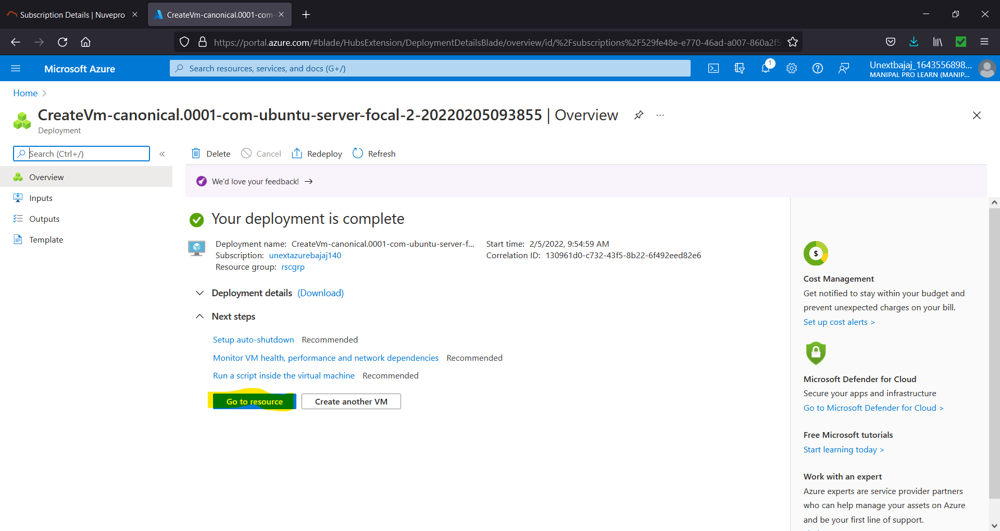 Subscription Details | Nuvepro
CreateVm-canonical.0001-com-
https://portal.azure.com/#blade/HubsExtension/DeploymentDetailsBlade/overview/id/%2Fsubscriptions%2F529fe48e-e770-46ad-a007-860a2f5
Microsoft Azure
Search resources, services, and docs (G+/)
1
Unextbajaj_1643556898...
MANIPAL PRO LEARN (MANIP...
Home >
CreateVm-canonical.0001-com-ubuntu-server-focal-2-20220205093855 | Overview
Deployment
Search (Ctrl+/)
Delete
Cancel
Redeploy
Refresh
Overview
Inputs
Outputs
Template
We'd love your feedback! →
Your deployment is complete
Deployment name: CreateVm-canonical.0001-com-ubuntu-server-f...
Subscription: unextazurebajaj140
Resource group: rscgrp
Start time: 2/5/2022, 9:54:59 AM
Correlation ID: 130961d0-c732-43f5-8b22-6f492eed82e6
Deployment details (Download)
Next steps
Setup auto-shutdown Recommended
Monitor VM health, performance and network dependencies Recommended
Run a script inside the virtual machine Recommended
Go to resource
Create another VM
Cost Management
Get notified to stay within your budget and
prevent unexpected charges on your bill.
Set up cost alerts >
Microsoft Defender for Cloud
Secure your apps and infrastructure
Go to Microsoft Defender for Cloud >
Free Microsoft tutorials
Start learning today >
Work with an expert
Azure experts are service provider partners
who can help manage your assets on Azure
and be your first line of support.